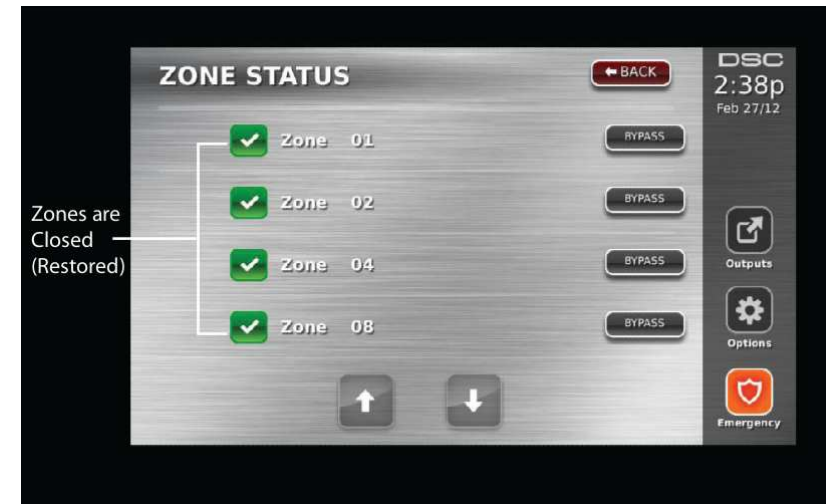 ZONE STATUS
BACK
DSC
2:38p
Feb 27/12
Zone 01
BYPASS
Zone 02
BYPASS
Zones are
Closed
(Restored)
Zone 04
BYPASS
Outputs
Zone 08
BYPASS
Options
Emergency